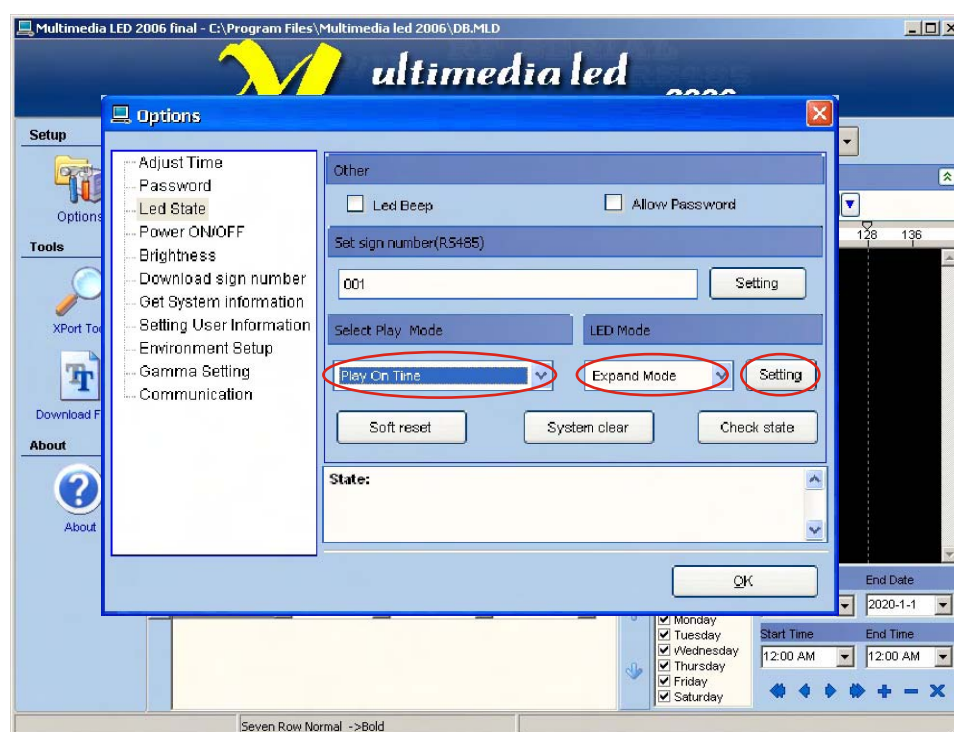 Multimedia LED 2006 final - C:\Program Files\Multimedia led 2006\DB.MLD
M ultimedia led
Options
Setup
Options
Tools
XPort
Download
About
About
Adjust Time
Password
Led State
Power ON/OFF
Brightness
Download sign number
Get System information
Setting User Information
Environment Setup
Gamma Setting
Communication
Other
Led Beep
Allow Password
Set sign number(RS485)
001
Setting
Select Play Mode
LED Mode
Play On Time
Expand Mode
Setting
Soft reset
System clear
Check state
State:
OK
128 136
End Date
2020-1-1
Monday
Tuesday
Wednesday
Thursday
Friday
Saturday
Start Time
End Time
12:00 AM
12:00 AM
Seven Row Normal ->Bold